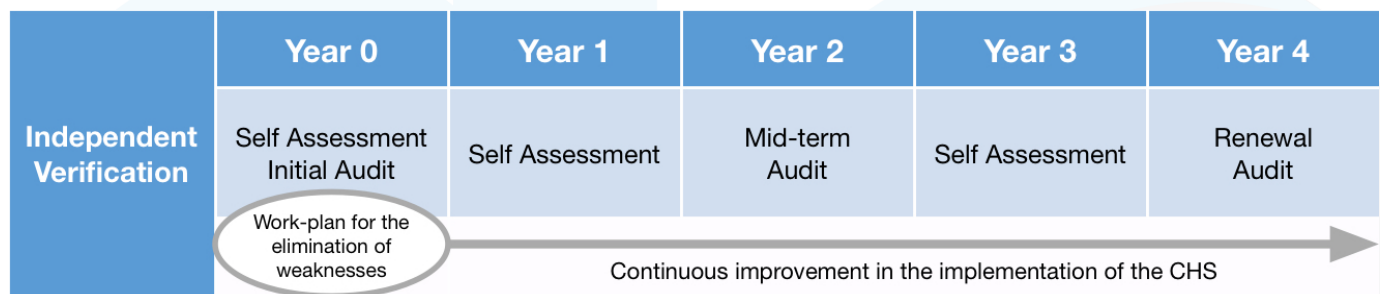 Independent
Verification
Year 0
Year 1
Year 2
Year 3
Year 4
Self Assessment
Initial Audit
Self Assessment
Mid-term
Audit
Self Assessment
Renewal
Audit
Work-plan for the
elimination of
weaknesses
Continuous improvement in the implementation of the CHS